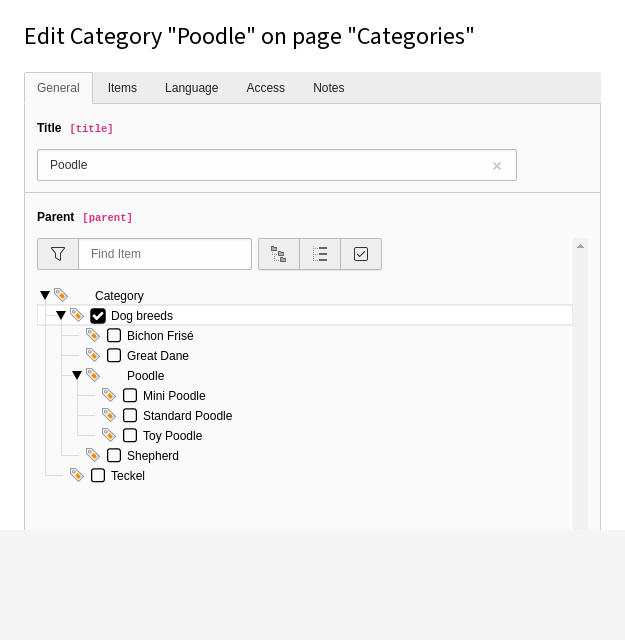 Edit Category "Poodle" on page "Categories"
General Items Language Access Notes
Title [title]
Poodle
Parent [parent]
Find Item
Category
Dog breeds
Bichon Frisé
Great Dane
Poodle
Mini Poodle
Standard Poodle
Toy Poodle
Shepherd
Teckel